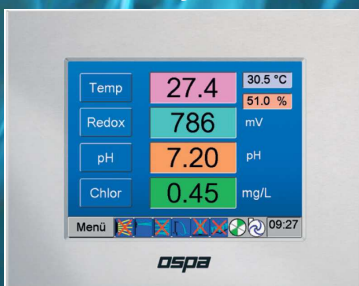 Temp 27.4 30.5 °C
51.0 %
Redox 786 mV
pH 7.20 pH
Chlor 0.45 mg/L
Menü 09:27
ospa